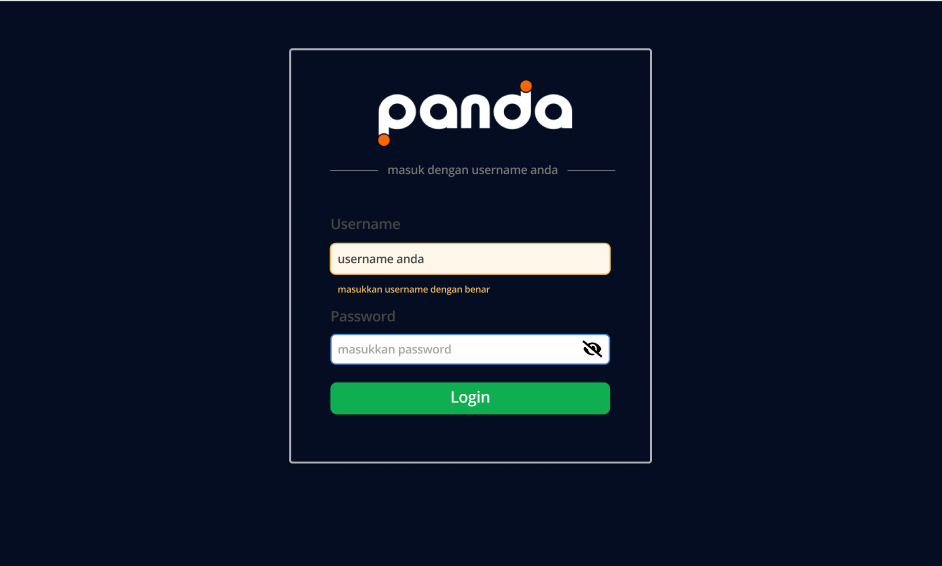 panda
masuk dengan username anda
Username
username anda
masukkan username dengan benar
Password
masukkan password
Login